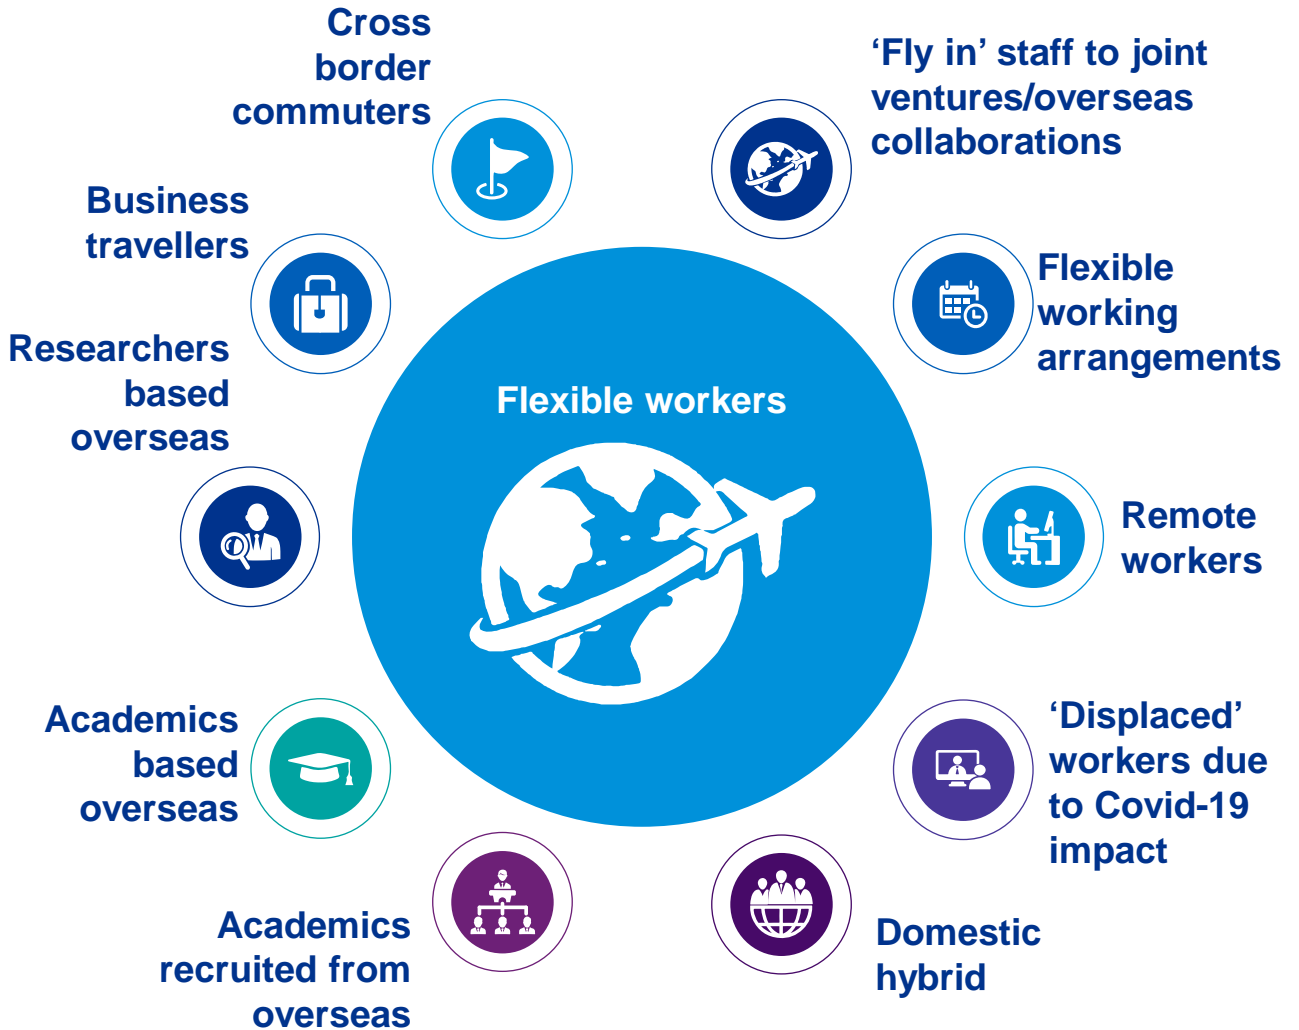 Cross
border
commuters
‘Fly in’ staff to joint
ventures/overseas
collaborations
Business
travellers
Flexible
working
arrangements
Researchers
based
overseas
Flexible workers
Remote
workers
Academics
based
overseas
‘Displaced’
workers due
to Covid-19
impact
Academics
recruited from
overseas
Domestic
hybrid